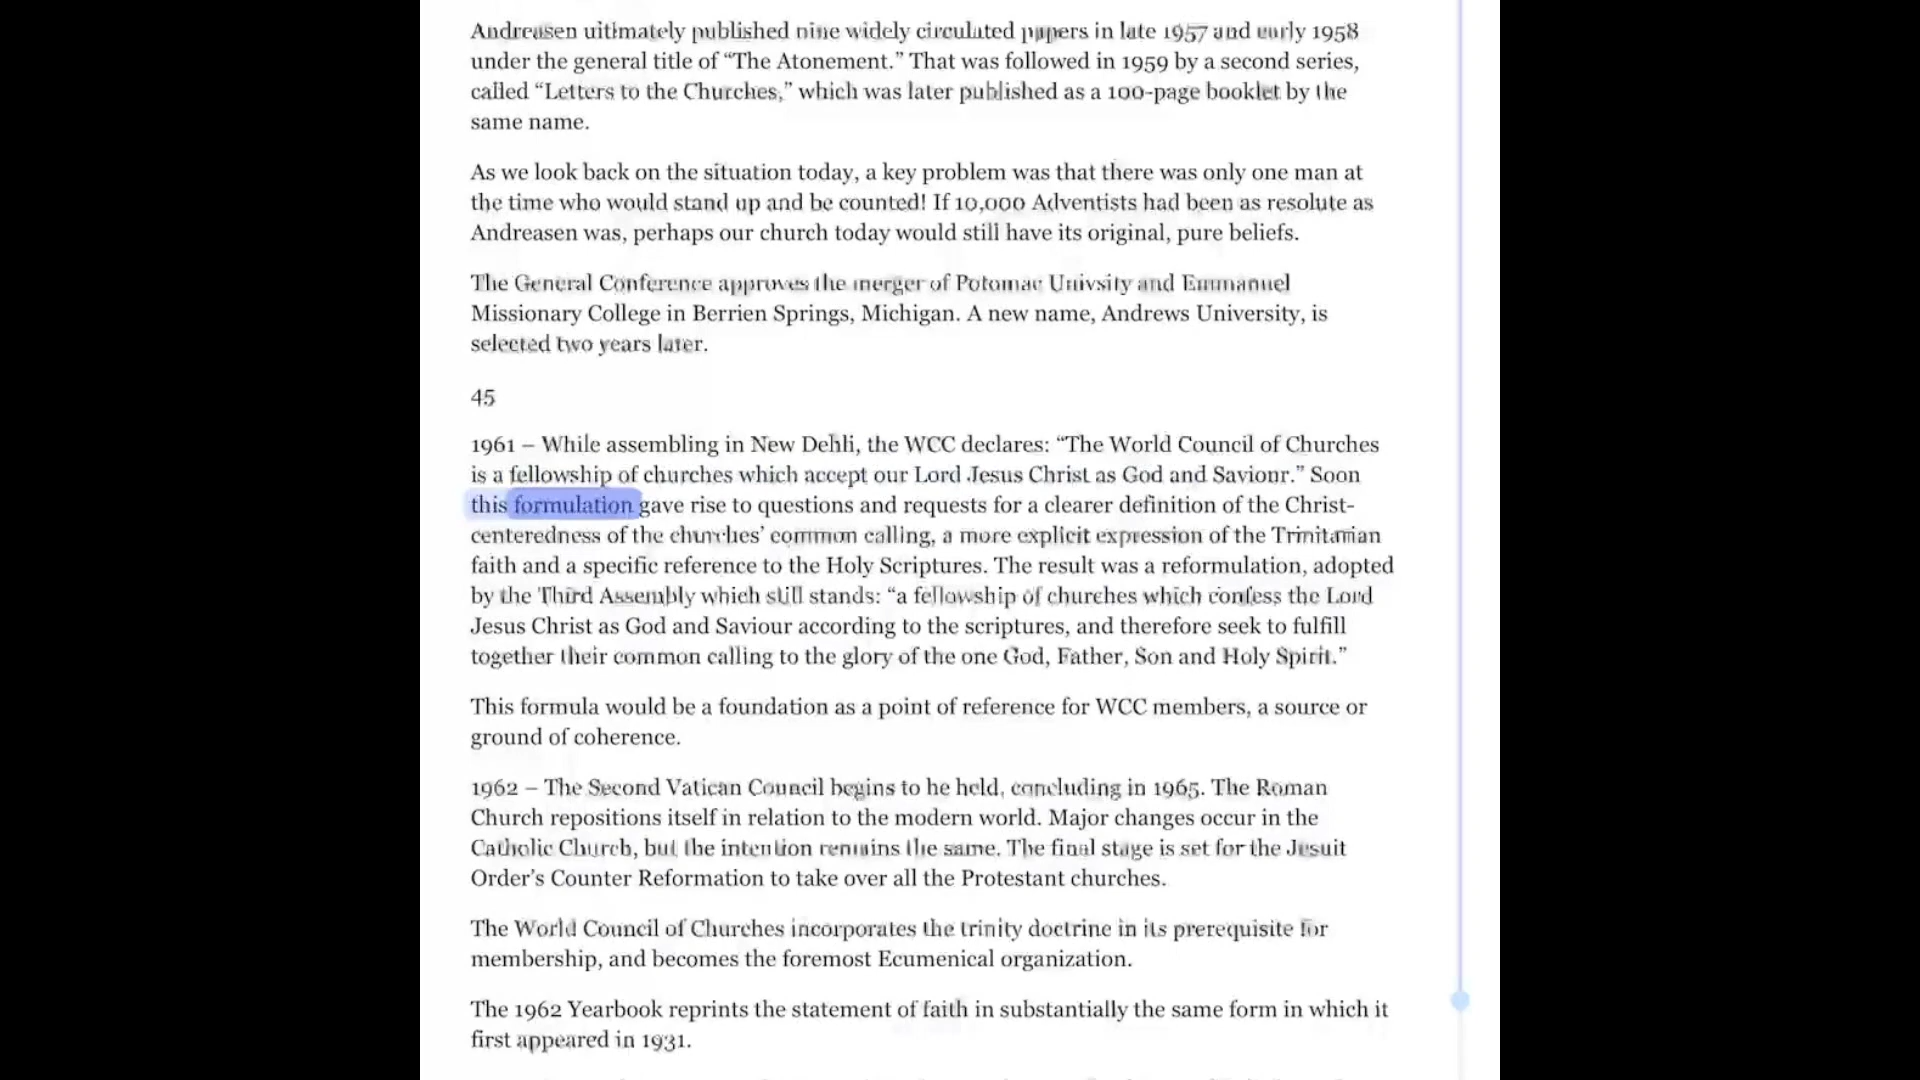 Andreasen uitimately published nine widely circulated papers in late 1957 and early 1958
under the general title of “The Atonement.” That was followed in 1959 by a second series,
called “Letters to the Churches,” which was later published as a 100-page booklet by the
same name.
As we look back on the situation today, a key problem was that there was only one man at
the time who would stand up and be counted! If 10,000 Adventists had been as resolute as
Andreasen was, perhaps our church today would still have its original, pure beliefs.
The General Conference approves the merger of Potomac Univsity and Emmanuel
Missionary College in Berrien Springs, Michigan. A new name, Andrews University, is
selected two years later.
45
1961 – While assembling in New Dehli, the WCC declares: “The World Council of Churches
is a fellowship of churches which accept our Lord Jesus Christ as God and Saviour.” Soon
this formulation gave rise to questions and requests for a clearer definition of the Christ-
centeredness of the churches’ common calling, a more explicit expression of the Trinitarian
faith and a specific reference to the Holy Scriptures. The result was a reformulation, adopted
by the Third Assembly which still stands: “a fellowship of churches which confess the Lord
Jesus Christ as God and Saviour according to the scriptures, and therefore seek to fulfill
together their common calling to the glory of the one God, Father, Son and Holy Spirit.”
This formula would be a foundation as a point of reference for WCC members, a source or
ground of coherence.
1962 – The Second Vatican Council begins to he held, concluding in 1965. The Roman
Church repositions itself in relation to the modern world. Major changes occur in the
Catholic Church, but the intention remains the same. The final stage is set for the Jesuit
Order’s Counter Reformation to take over all the Protestant churches.
The World Council of Churches incorporates the trinity doctrine in its prerequisite for
membership, and becomes the foremost Ecumenical organization.
The 1962 Yearbook reprints the statement of faith in substantially the same form in which it
first appeared in 1931.